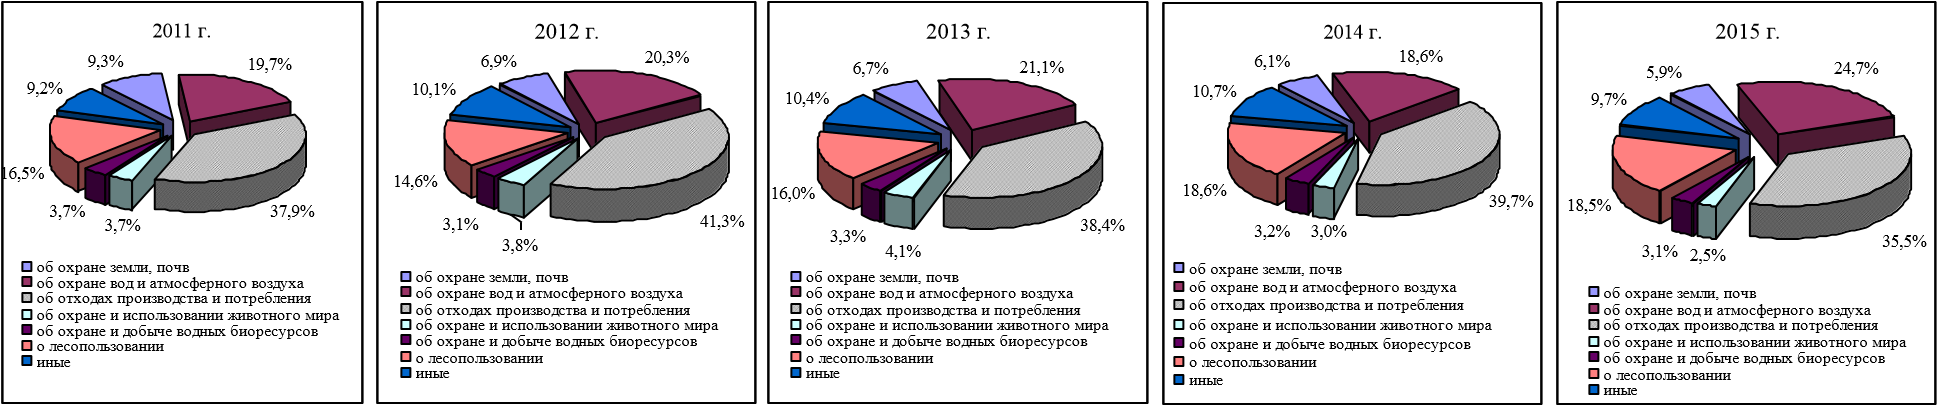 2011 г.
9,3%
19,7%
9,2%
16,5%
3,7%
3,7%
37,9%
об охране земли, почв
об охране вод и атмосферного воздуха
об отходах производства и потребления
об охране и использовании животного мира
об охране и добыче водных биоресурсов
о лесопользовании
иные
2012 г.
6,9%
20,3%
10,1%
14,6%
3,1%
3,8%
41,3%
об охране земли, почв
об охране вод и атмосферного воздуха
об отходах производства и потребления
об охране и использовании животного мира
об охране и добыче водных биоресурсов
о лесопользовании
иные
2013 г.
6,7%
21,1%
10,4%
16,0%
3,3%
4,1%
38,4%
об охране земли, почв
об охране вод и атмосферного воздуха
об отходах производства и потребления
об охране и использовании животного мира
об охране и добыче водных биоресурсов
о лесопользовании
иные
2014 г.
6,1%
18,6%
10,7%
18,6%
3,2%
3,0%
39,7%
об охране земли, почв
об охране вод и атмосферного воздуха
об отходах производства и потребления
об охране и использовании животного мира
об охране и добыче водных биоресурсов
о лесопользовании
иные
2015 г.
5,9%
24,7%
9,7%
18,5%
3,1%
2,5%
35,5%
об охране земли, почв
об охране вод и атмосферного воздуха
об отходах производства и потребления
об охране и использовании животного мира
об охране и добыче водных биоресурсов
о лесопользовании
иные